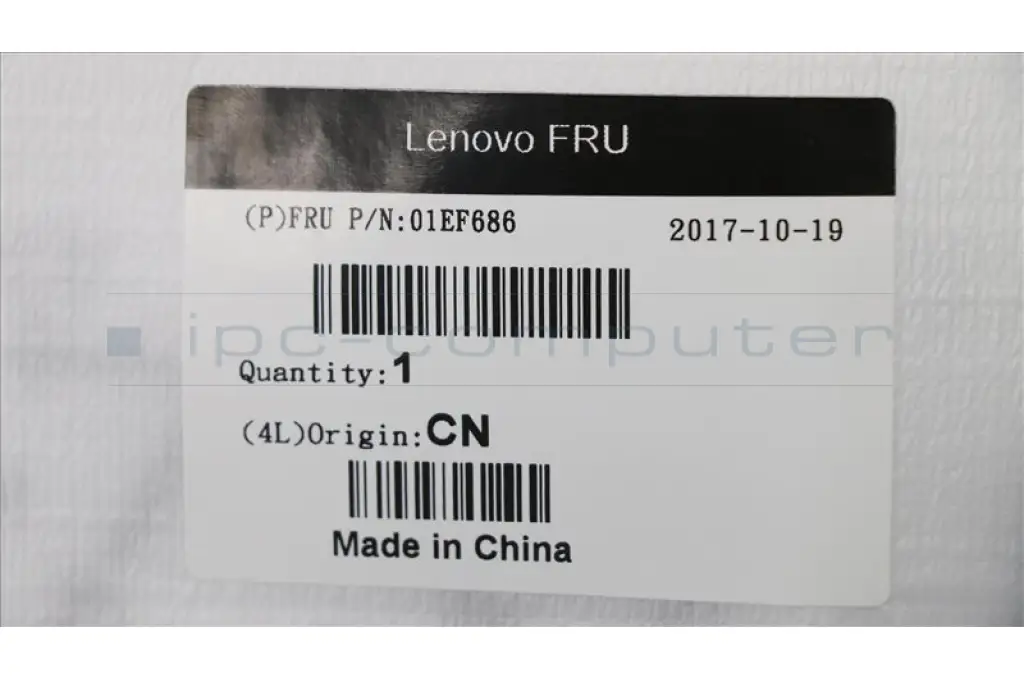 Lenovo FRU
(P)FRU P/N:01EF686 2017-10-19
ipc-computer
Quantity:1
(4L)Origin:CN
Made in China